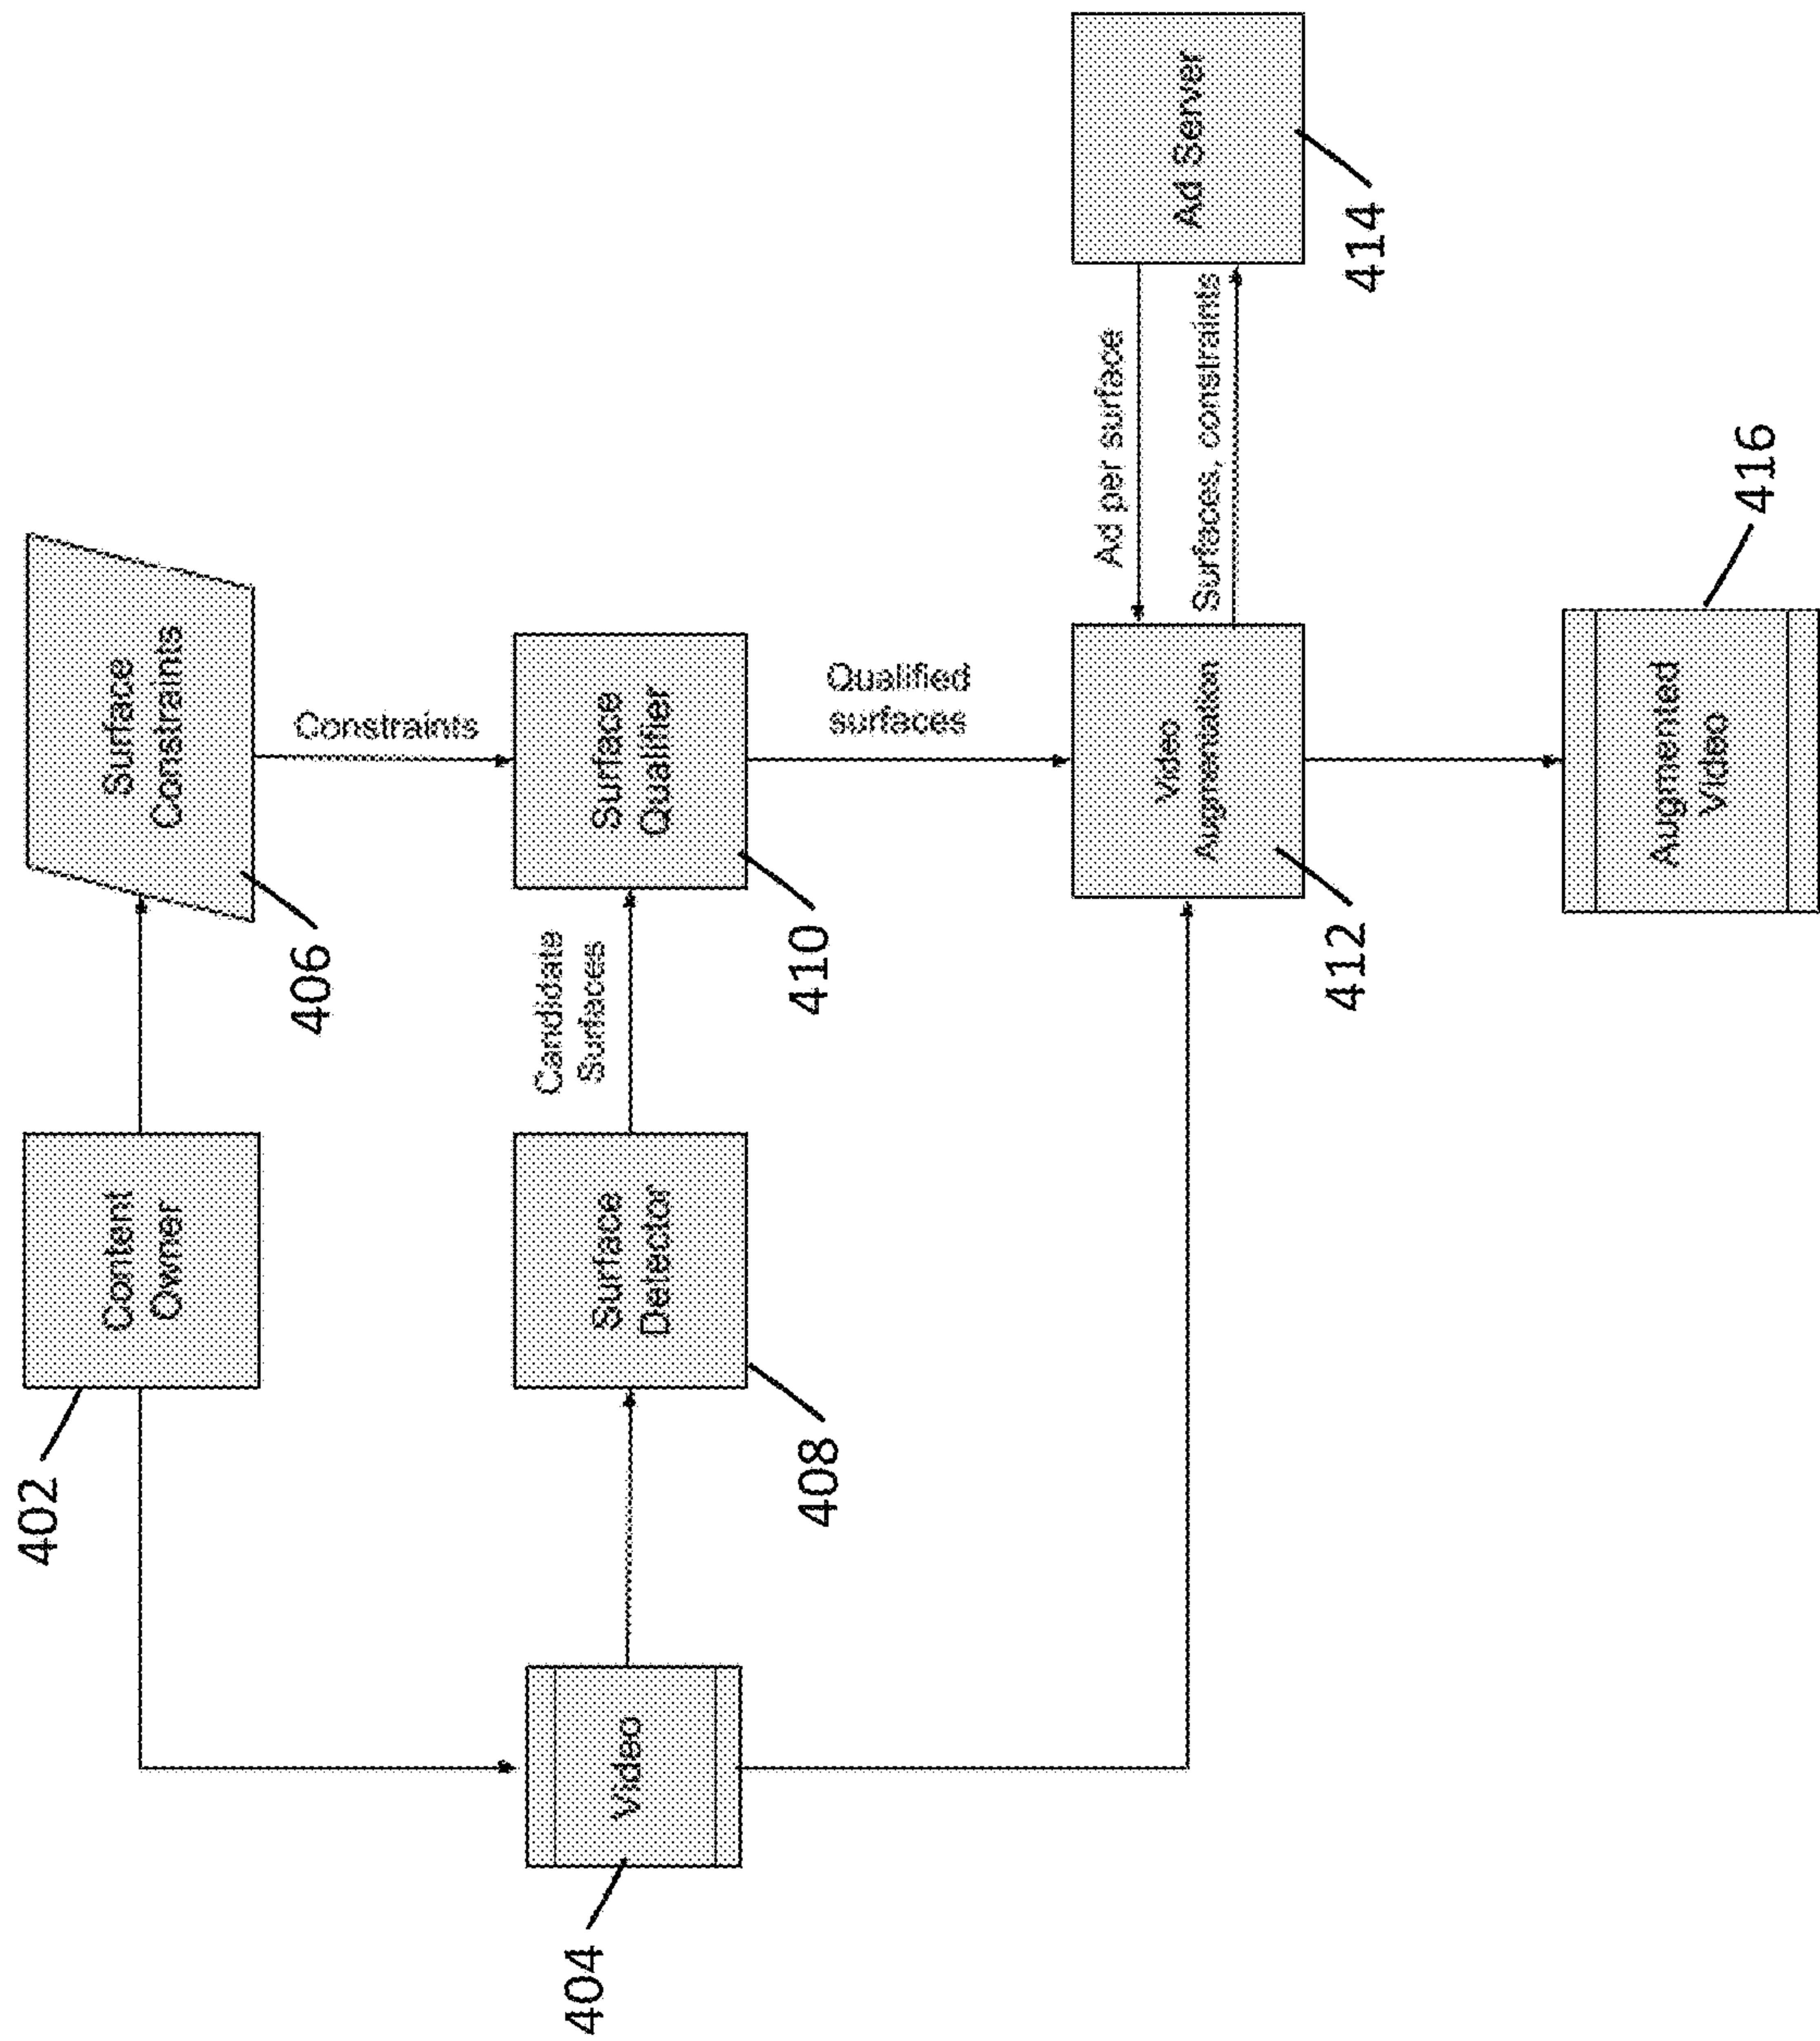 402
Content
Owner
406
Surface
Constraints
Constraints
404
Video
408
Surface
Detector
Candidate
Surfaces
410
Surface
Qualifier
Qualified
surfaces
412
Video
Augmentation
Ad per surface
Surfaces, constraints
414
Ad Server
416
Augmented
Video